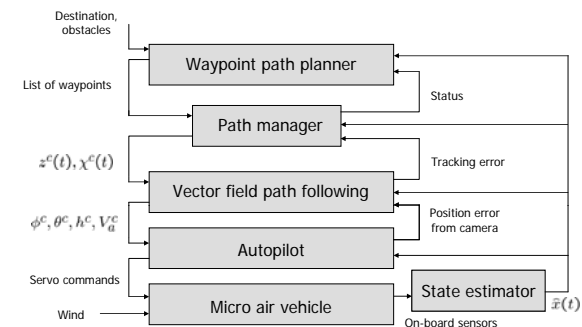 Destination,
obstacles
Waypoint path planner
List of waypoints
Status
Path manager
z^c(t), χ^c(t)
Tracking error
Vector field path following
ϕ^c, θ^c, h^c, V_a^c
Position error
from camera
Autopilot
Servo commands
State estimator
x̂(t)
Micro air vehicle
Wind
On-board sensors